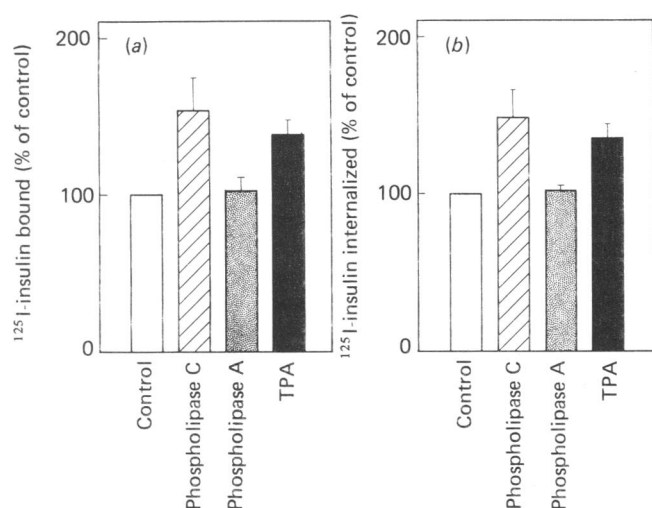 ¹²⁵I-insulin bound (% of control)
200
100
0
(a)
Control
Phospholipase C
Phospholipase A
TPA
¹²⁵I-insulin internalized (% of control)
200
100
0
(b)
Control
Phospholipase C
Phospholipase A
TPA